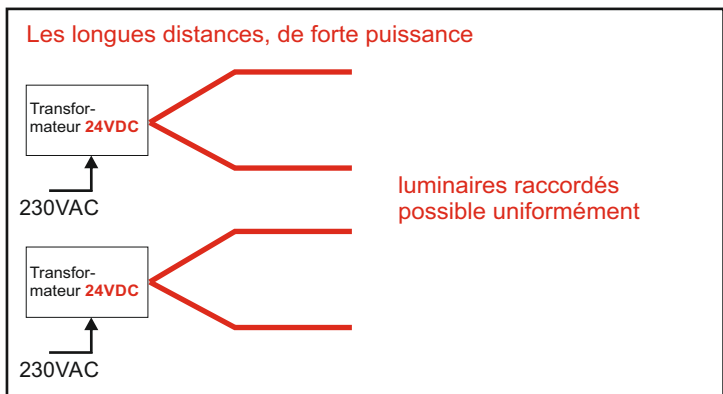 Les longues distances, de forte puissance
Transfor-
mateur 24VDC
230VAC
luminaires raccordés
possible uniformément
Transfor-
mateur 24VDC
230VAC